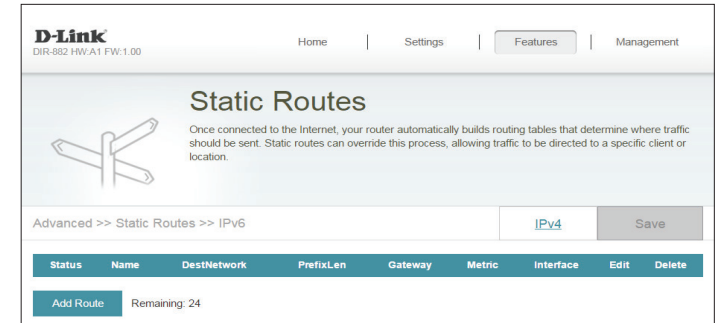 D-Link
DIR-882 HW:A1 FW:1.00
Home | Settings | Features | Management
Static Routes
Once connected to the Internet, your router automatically builds routing tables that determine where traffic
should be sent. Static routes can override this process, allowing traffic to be directed to a specific client or
location.
Advanced >> Static Routes >> IPv6
IPv4
Save
Status Name DestNetwork PrefixLen Gateway Metric Interface Edit Delete
Add Route Remaining: 24